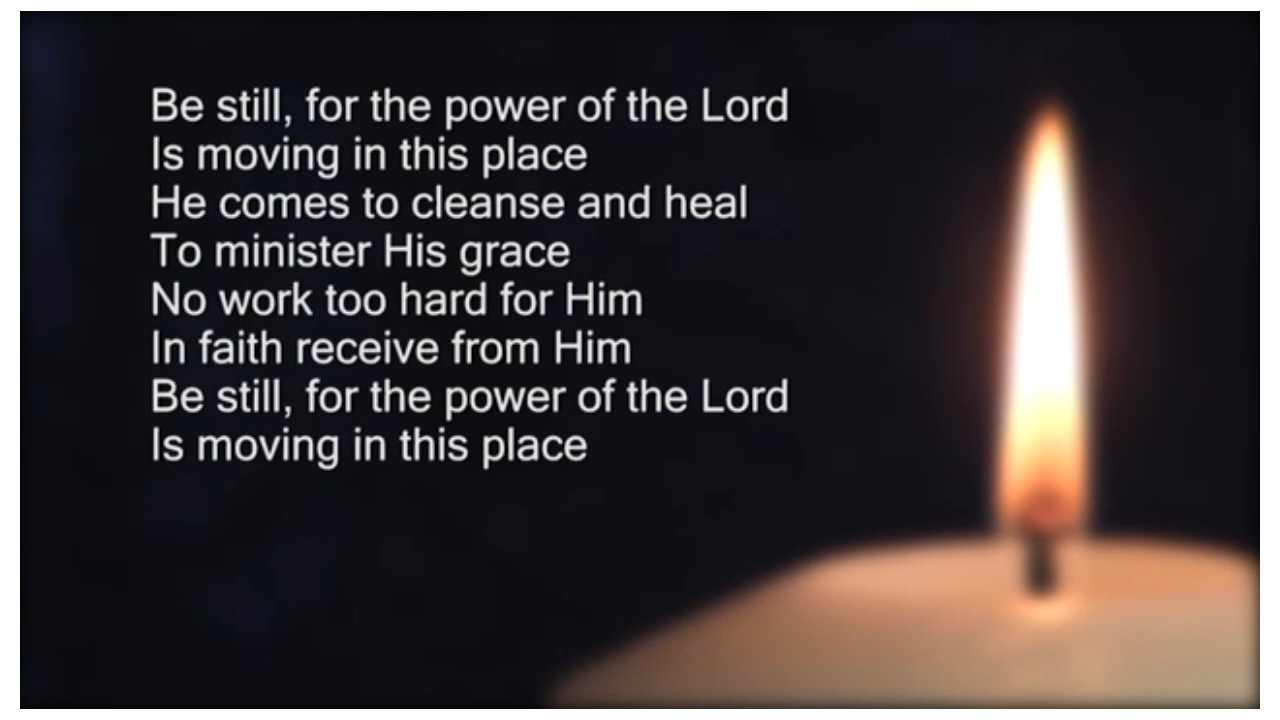 Be still, for the power of the Lord
Is moving in this place
He comes to cleanse and heal
To minister His grace
No work too hard for Him
In faith receive from Him
Be still, for the power of the Lord
Is moving in this place